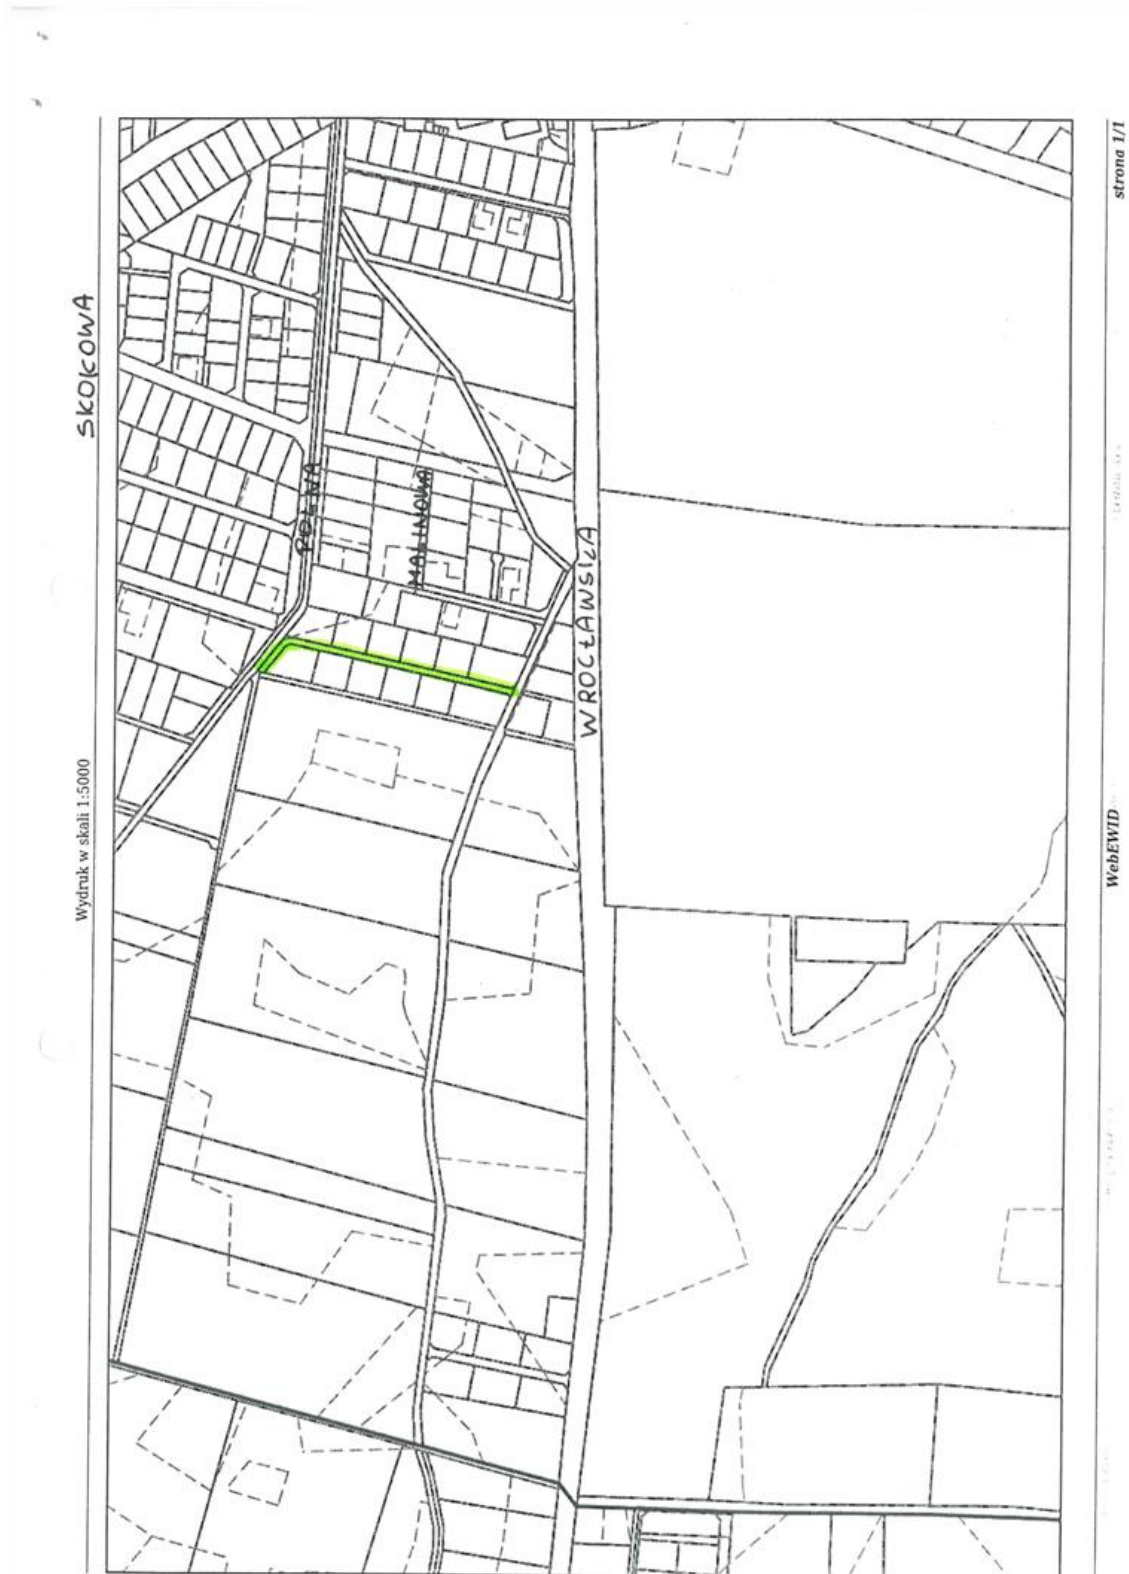 strona 1/1
SKOKOWA
POLNA
MALINOWA
WROCŁAWSKA
Wydruk w skali 1:5000
WebEWID